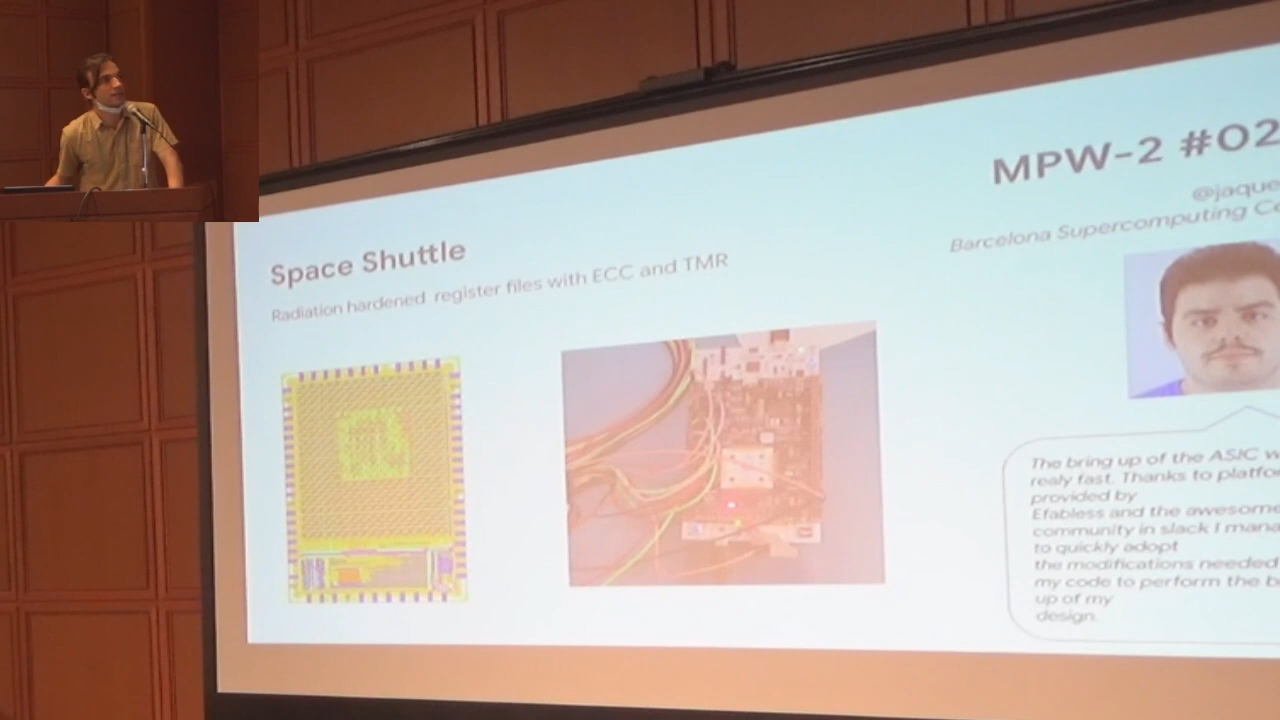 MPW-2 #02
@jaque
Barcelona Supercomputing Ce
Space Shuttle
Radiation hardened register files with ECC and TMR
The bring up of the ASIC w
realy fast. Thanks to platfo
provided by
Efabless and the awesome
community in slack I mana
to quickly adopt
the modifications needed
my code to perform the b
up of my
design.